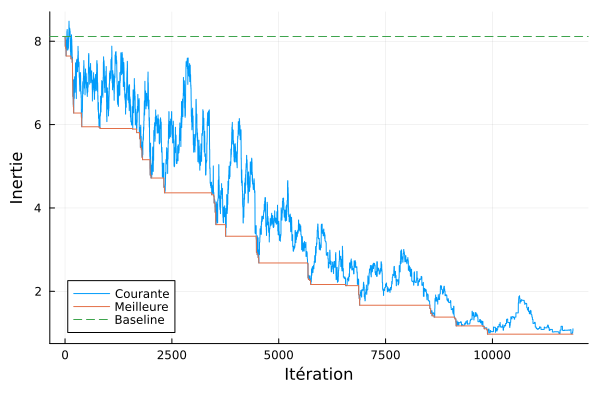 Inertie
8
6
4
2
Courante
Meilleure
Baseline
0
2500
5000
7500
10000
Itération